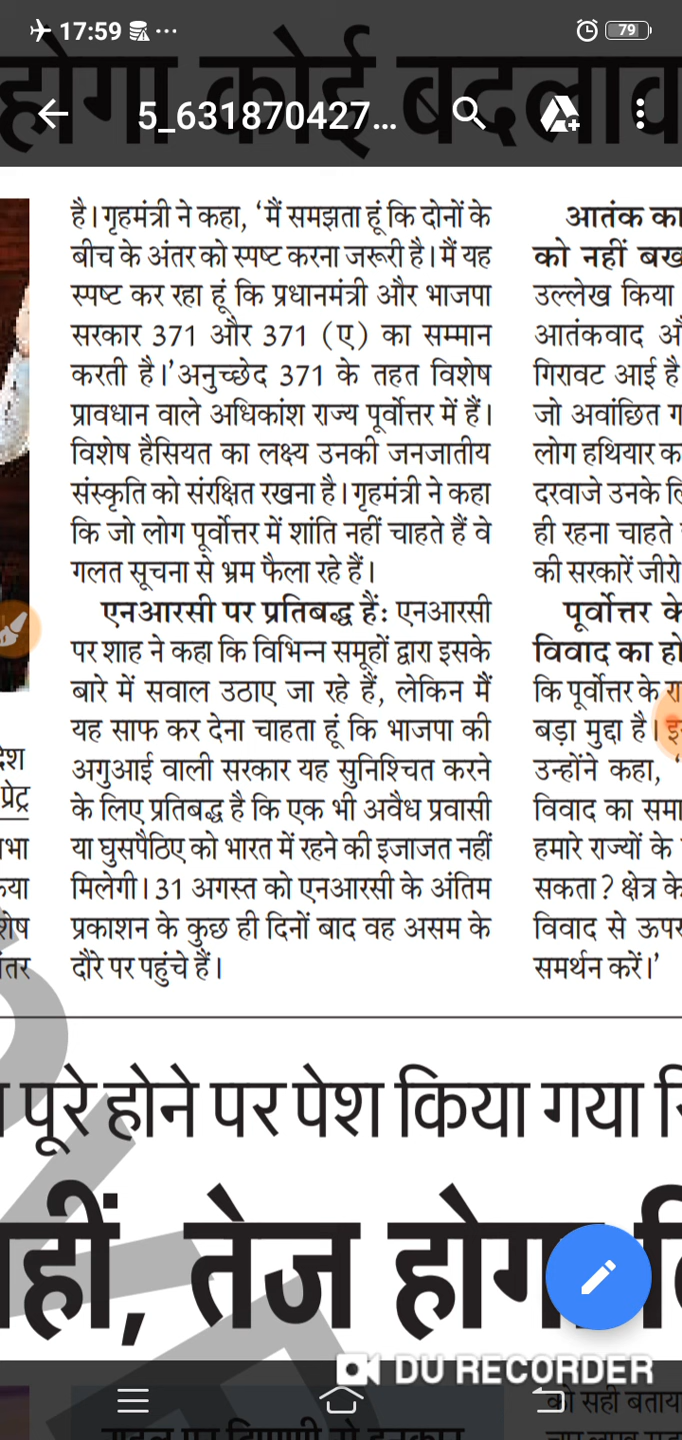 17:59
79
होगा कोई बदलाव
5_631870427...
है। गृहमंत्री ने कहा, ‘मैं समझता हूं कि दोनों के
बीच के अंतर को स्पष्ट करना जरूरी है। मैं यह
स्पष्ट कर रहा हूं कि प्रधानमंत्री और भाजपा
सरकार 371 और 371 (ए) का सम्मान
करती है।’ अनुच्छेद 371 के तहत विशेष
प्रावधान वाले अधिकांश राज्य पूर्वोत्तर में हैं।
विशेष हैसियत का लक्ष्य उनकी जनजातीय
संस्कृति को संरक्षित रखना है। गृहमंत्री ने कहा
कि जो लोग पूर्वोत्तर में शांति नहीं चाहते हैं वे
गलत सूचना से भ्रम फैला रहे हैं।
एनआरसी पर प्रतिबद्ध हैं: एनआरसी
पर शाह ने कहा कि विभिन्न समूहों द्वारा इसके
बारे में सवाल उठाए जा रहे हैं, लेकिन मैं
यह साफ कर देना चाहता हूं कि भाजपा की
अगुआई वाली सरकार यह सुनिश्चित करने
के लिए प्रतिबद्ध है कि एक भी अवैध प्रवासी
या घुसपैठिए को भारत में रहने की इजाजत नहीं
मिलेगी। 31 अगस्त को एनआरसी के अंतिम
प्रकाशन के कुछ ही दिनों बाद वह असम के
दौरे पर पहुंचे हैं।
आतंक का
को नहीं
उल्लेख किया
आतंकवाद
गिरावट आई है
जो अवांछित
लोग हथियार
दरवाजे उनके
ही रहना चाहते
की सरकारें जीरो
पूर्वोत्तर के
विवाद का
कि पूर्वोत्तर के
बड़ा मुद्दा है।
उन्होंने कहा, ‘
विवाद का
हमारे राज्यों के
सकता? क्षेत्र के
विवाद से
समर्थन करें।’
प्रेट्र
पूरे होने पर पेश किया गया
तेज
DU RECORDER
को सही बताया